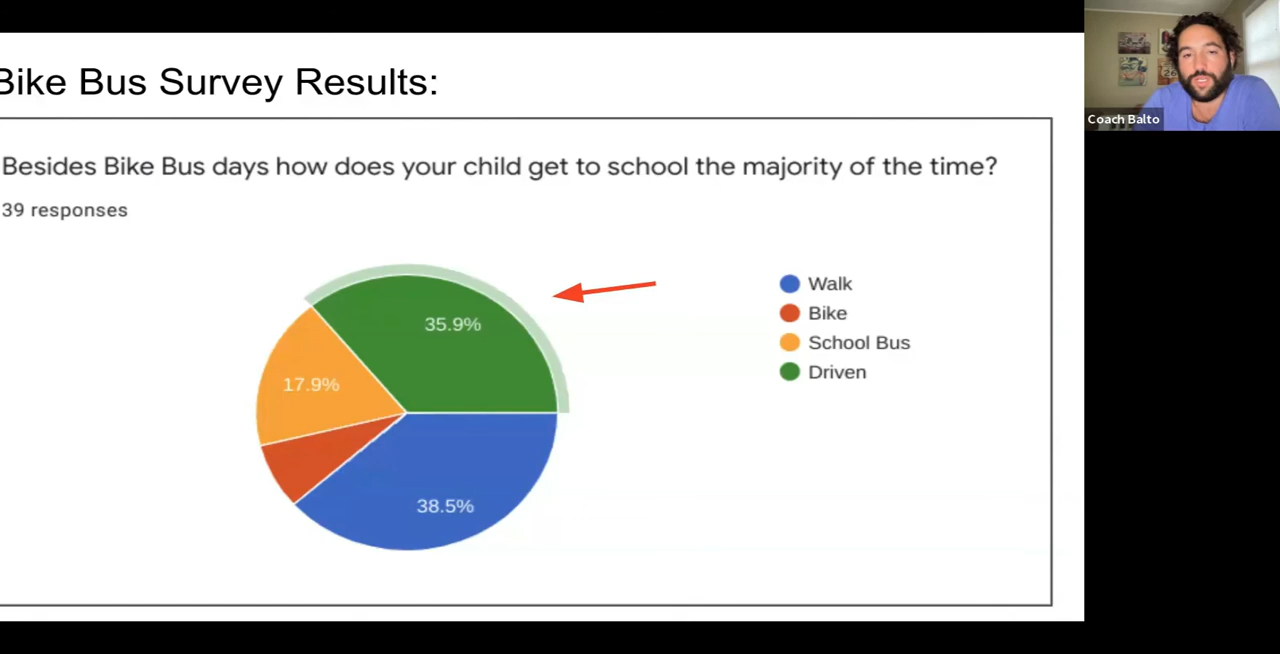 Bike Bus Survey Results:
Besides Bike Bus days how does your child get to school the majority of the time?
39 responses
35.9%
17.9%
38.5%
Walk
Bike
School Bus
Driven
Coach Balto